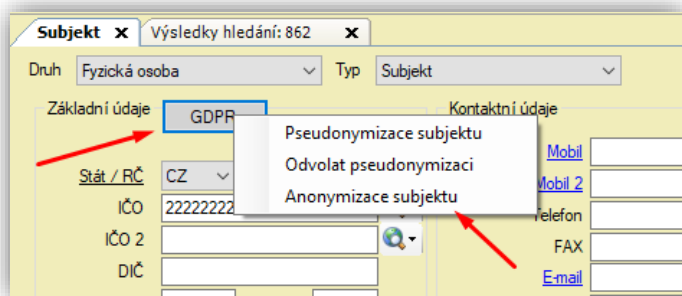 Subjekt x Výsledky hledání: 862 x
Druh Fyzická osoba Typ Subjekt
Základní údaje GDPR Kontaktní údaje
Pseudonymizace subjektu
Odvolat pseudonymizaci
Anonymizace subjektu
Stát / RČ CZ
IČO 22222222
IČO 2
DIČ
Mobil
Mobil 2
Telefon
FAX
E-mail